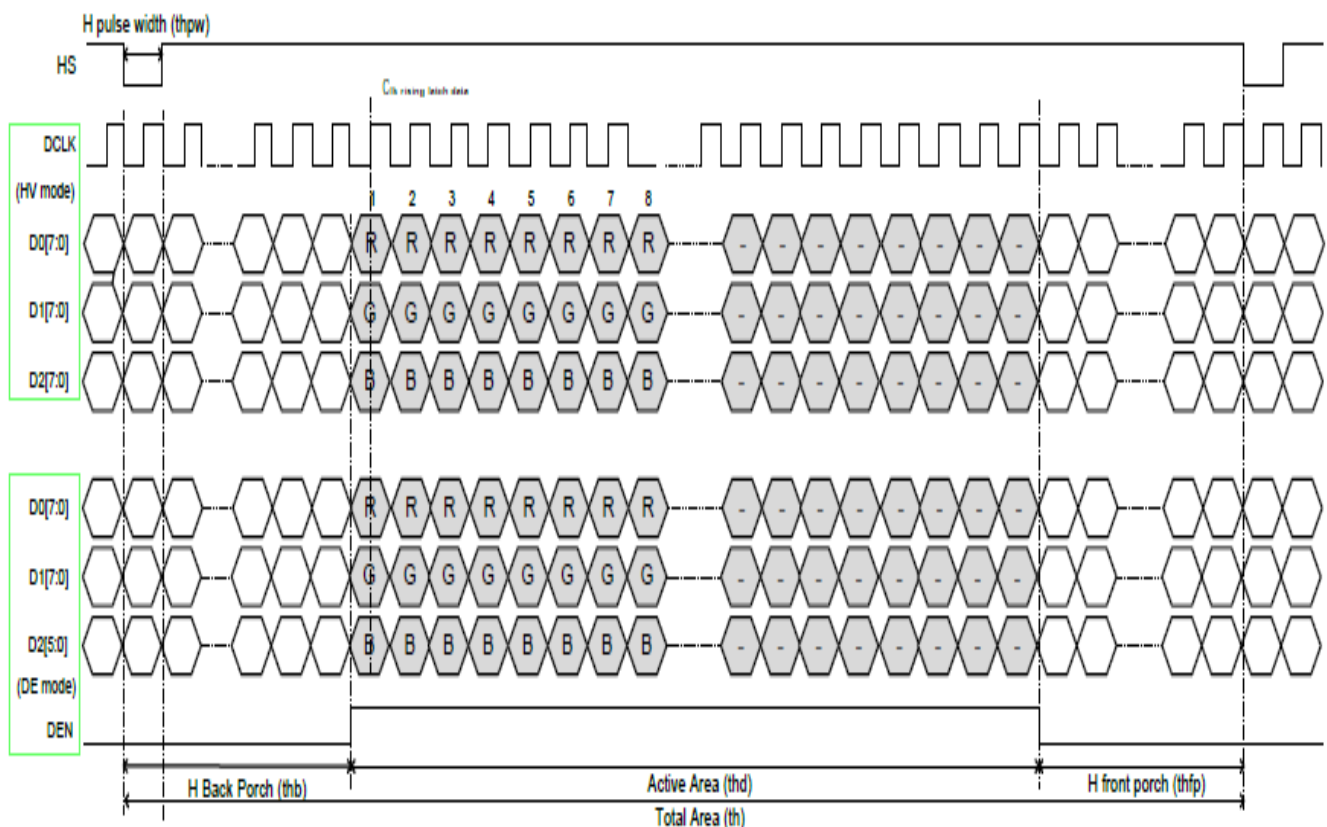 H pulse width (thpw)
HS
Clk rising latch data
DCLK
(HV mode)
1 2 3 4 5 6 7 8
D0[7:0] R R R R R R R R - - - - - - - -
D1[7:0] G G G G G G G G - - - - - - - -
D2[7:0] B B B B B B B B - - - - - - - -
D0[7:0] R R R R R R R R - - - - - - - -
D1[7:0] G G G G G G G G - - - - - - - -
D2[5:0] B B B B B B B B - - - - - - - -
(DE mode)
DEN
H Back Porch (thb) Active Area (thd) H front porch (thfp)
Total Area (th)